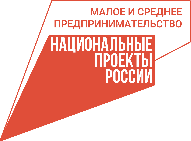 МАЛОЕ И СРЕДНЕЕ
ПРЕДПРИНИМАТЕЛЬСТВО
НАЦИОНАЛЬНЫЕ
ПРОЕКТЫ
РОССИИ